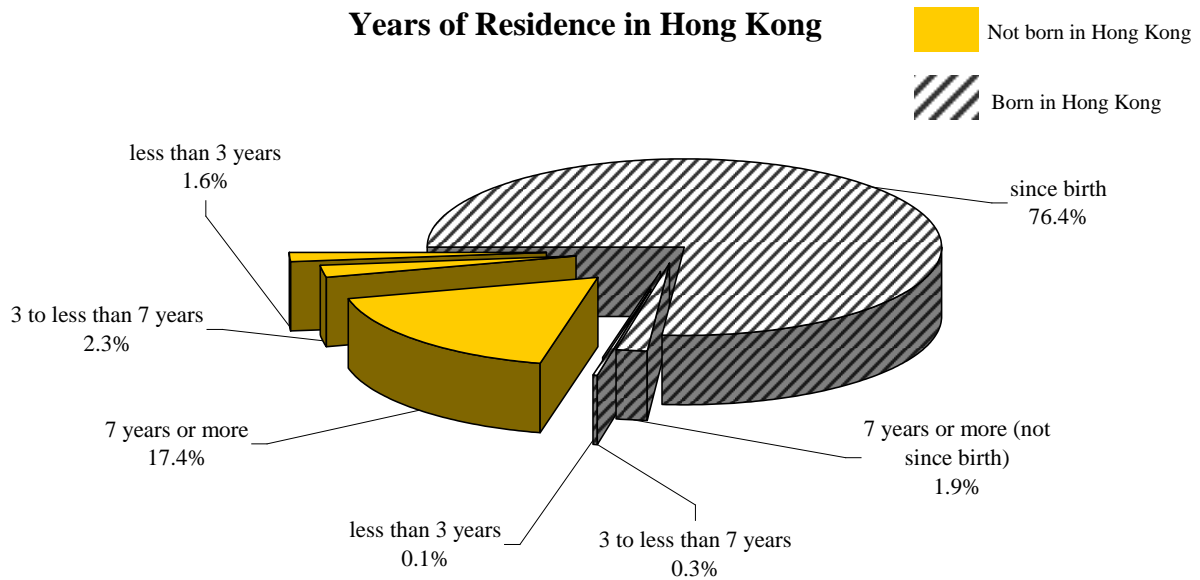 Years of Residence in Hong Kong
Not born in Hong Kong
Born in Hong Kong
less than 3 years
1.6%
since birth
76.4%
3 to less than 7 years
2.3%
7 years or more
17.4%
7 years or more (not
since birth)
1.9%
less than 3 years
0.1%
3 to less than 7 years
0.3%